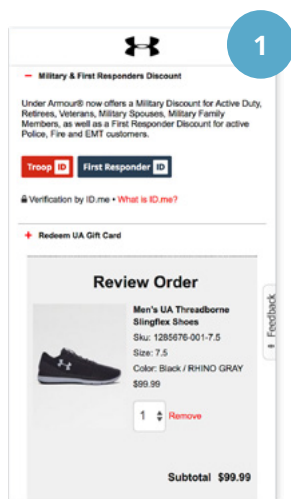 1
− Military & First Responders Discount
Under Armour® now offers a Military Discount for Active Duty,
Retirees, Veterans, Military Spouses, Military Family
Members, as well as a First Responder Discount for active
Police, Fire and EMT customers.
Troop ID First Responder ID
Verification by ID.me • What is ID.me?
+ Redeem UA Gift Card
Review Order
Men's UA Threadborne
Slingflex Shoes
Sku: 1285676-001-7.5
Size: 7.5
Color: Black / RHINO GRAY
$99.99
1 Remove
+ Feedback
Subtotal $99.99